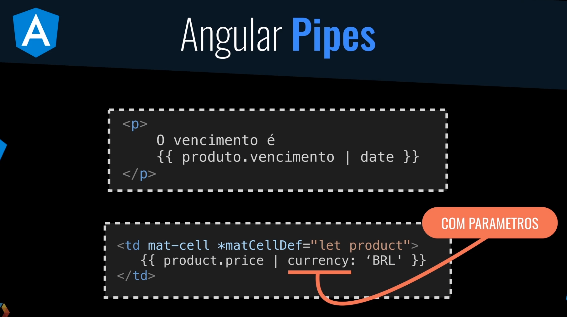 A
Angular Pipes
<p>
O vencimento é
{{ produto.vencimento | date }}
</p>
COM PARAMETROS
<td mat-cell *matCellDef="let product">
{{ product.price | currency: ‘BRL' }}
</td>